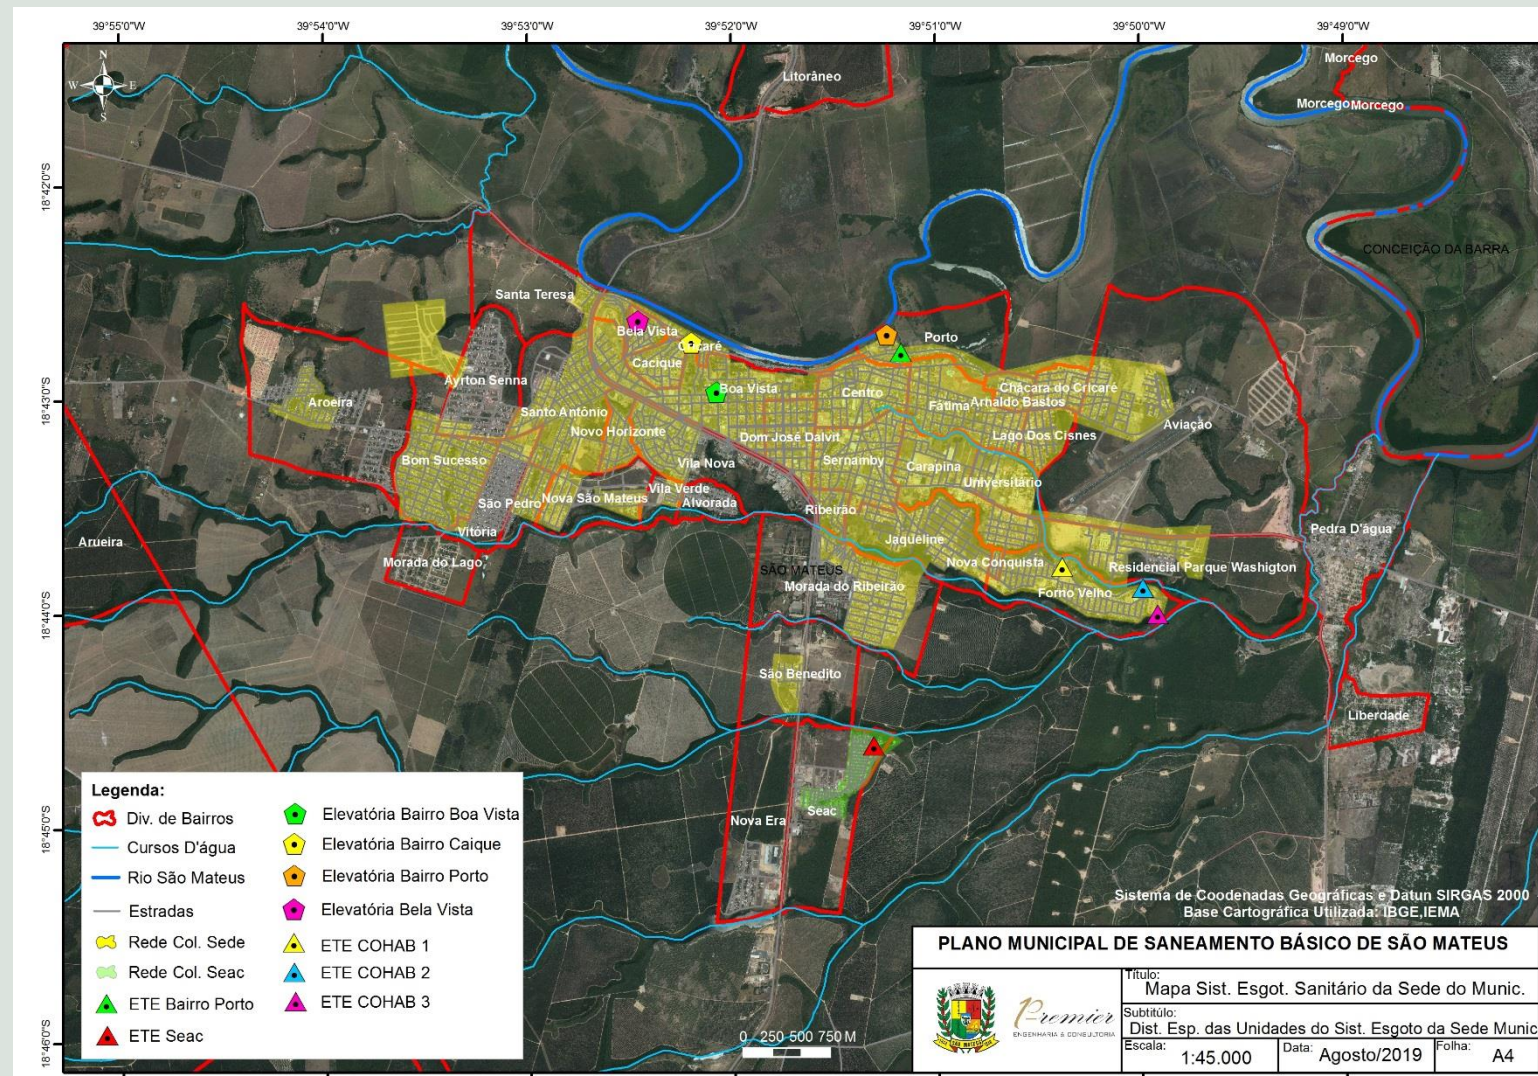 39°55'0"W
39°54'0"W
39°53'0"W
39°52'0"W
39°51'0"W
39°50'0"W
39°49'0"W
N
W
E
S
18°42'0"S
18°43'0"S
18°44'0"S
18°45'0"S
18°46'0"S
Litorâneo
Morcego
Morcego
Morcego
CONCEIÇÃO DA BARRA
Santa Teresa
Bela Vista
Cacique
Porto
Ayrton Senna
Aroeira
Boa Vista
Centro
Chácara do Cricaré
Fátima
Arnaldo Bastos
Santo Antônio
Novo Horizonte
Aviação
Dom José Dalvit
Lago Dos Cisnes
Bom Sucesso
Vila Nova
Sernamby
Carapina
Universitário
Vila Verde
Nova São Mateus
São Pedro
Alvorada
Ribeirão
Vitória
Arueira
Jaqueline
Pedra D'água
Morada do Lago
SÃO MATEUS
Nova Conquista
Residencial Parque Washigton
Morada do Ribeirão
Forno Velho
São Benedito
Liberdade
Seac
Nova Era
Legenda:
Div. de Bairros
Cursos D'água
Rio São Mateus
Estradas
Rede Col. Sede
Rede Col. Seac
ETE Bairro Porto
ETE Seac
Elevatória Bairro Boa Vista
Elevatória Bairro Caique
Elevatória Bairro Porto
Elevatória Bela Vista
ETE COHAB 1
ETE COHAB 2
ETE COHAB 3
0 250 500 750 M
Sistema de Coodenadas Geográficas e Datun SIRGAS 2000
Base Cartográfica Utilizada: IBGE,IEMA
PLANO MUNICIPAL DE SANEAMENTO BÁSICO DE SÃO MATEUS
Premier
ENGENHARIA & CONSULTORIA
Título:
Mapa Sist. Esgot. Sanitário da Sede do Munic.
Subtitúlo:
Dist. Esp. das Unidades do Sist. Esgoto da Sede Munic
Escala:
1:45.000
Data: Agosto/2019
Folha:
A4